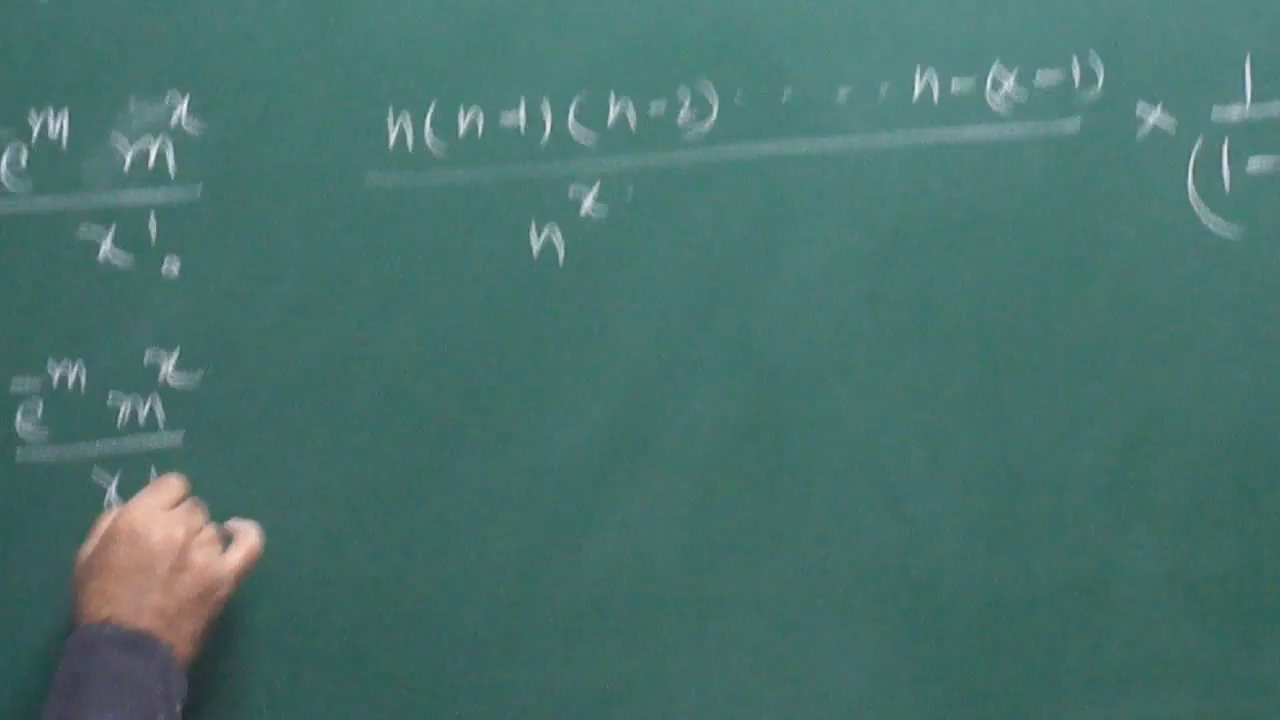 e^m m^x / x! n(n-1)(n-2) . . . . n-(x-1) / n^x × 1 / (1-
e^-m m^x / x!